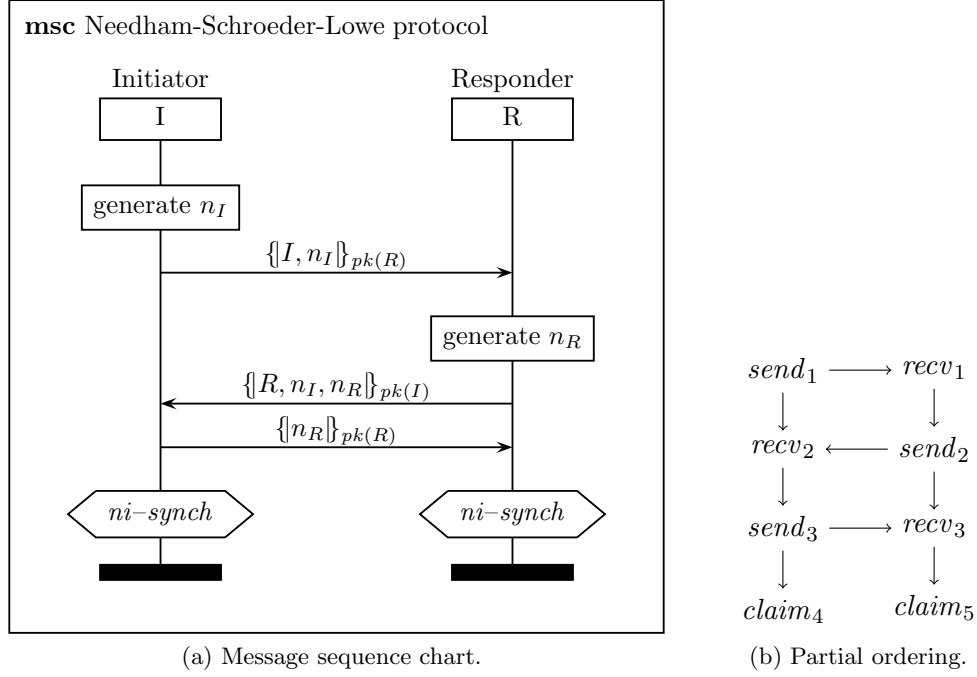 msc Needham-Schroeder-Lowe protocol
Initiator
Responder
I
R
generate n_I
{|I, n_I|}_pk(R)
generate n_R
{|R, n_I, n_R|}_pk(I)
{|n_R|}_pk(R)
ni–synch
ni–synch
(a) Message sequence chart.
send_1
recv_1
recv_2
send_2
send_3
recv_3
claim_4
claim_5
(b) Partial ordering.